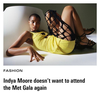 FASHION
Indya Moore doesn't want to attend
the Met Gala again